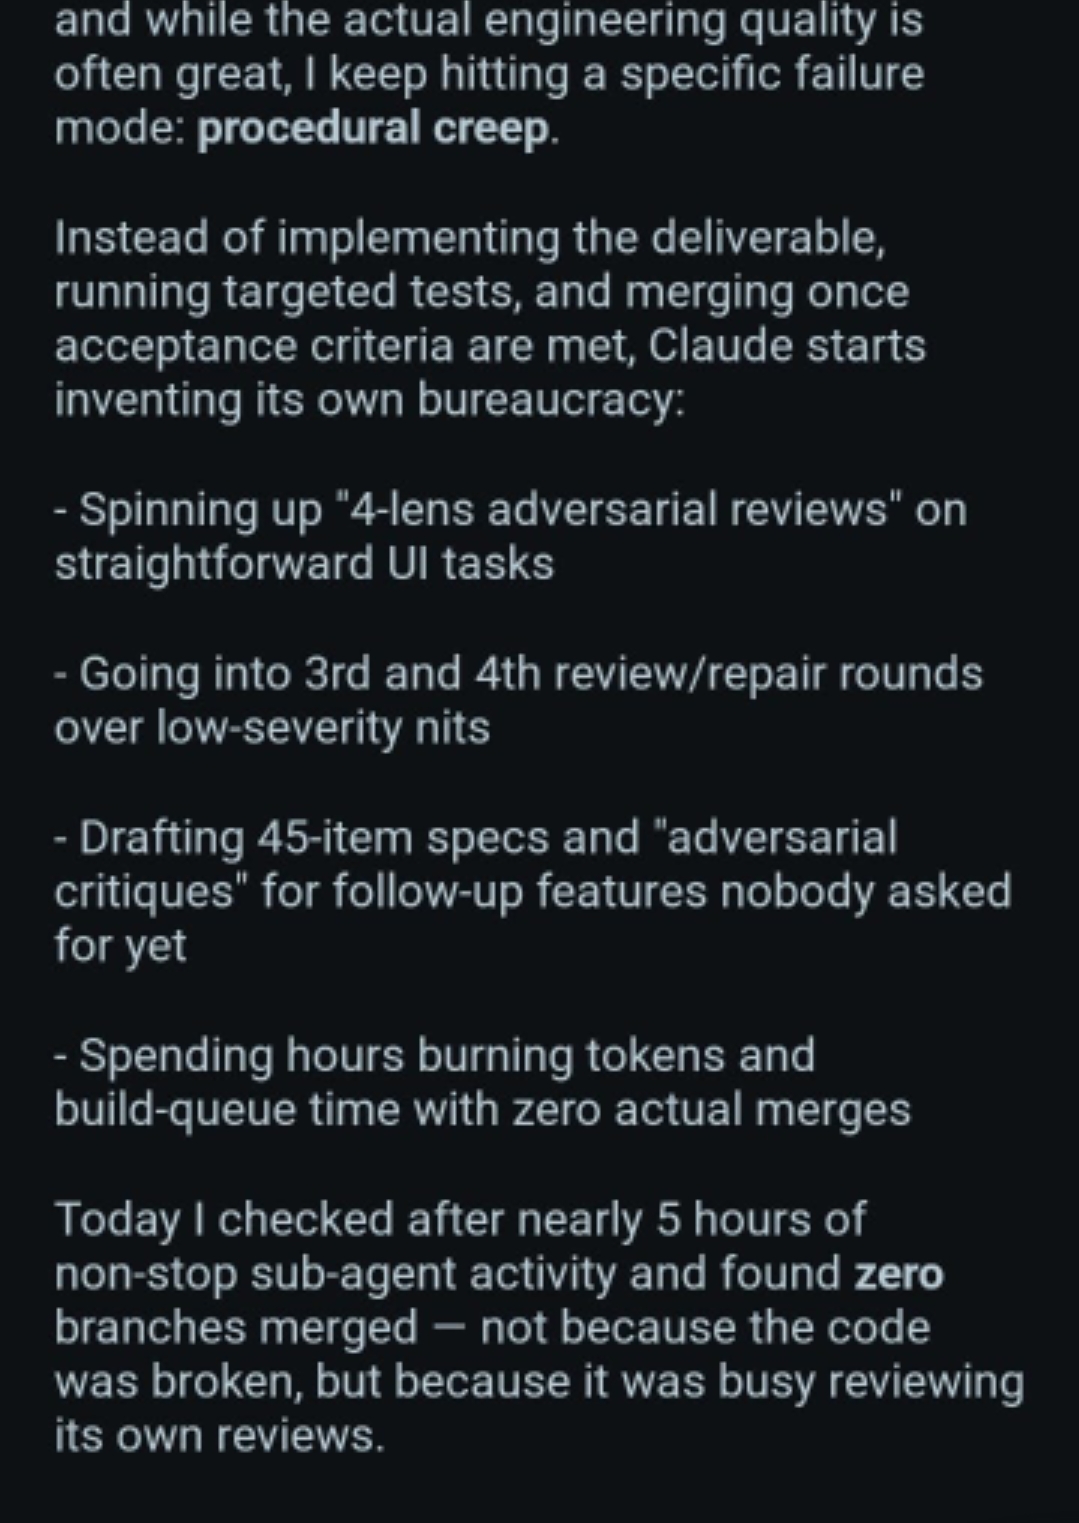 and while the actual engineering quality is
often great, I keep hitting a specific failure
mode: procedural creep.
Instead of implementing the deliverable,
running targeted tests, and merging once
acceptance criteria are met, Claude starts
inventing its own bureaucracy:
- Spinning up "4-lens adversarial reviews" on
straightforward UI tasks
- Going into 3rd and 4th review/repair rounds
over low-severity nits
- Drafting 45-item specs and "adversarial
critiques" for follow-up features nobody asked
for yet
- Spending hours burning tokens and
build-queue time with zero actual merges
Today I checked after nearly 5 hours of
non-stop sub-agent activity and found zero
branches merged — not because the code
was broken, but because it was busy reviewing
its own reviews.